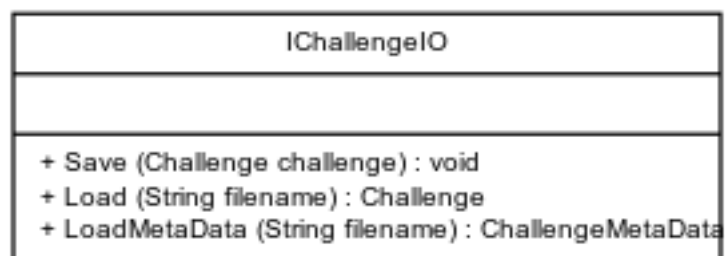 IChallengeIO
+ Save (Challenge challenge) : void
+ Load (String filename) : Challenge
+ LoadMetaData (String filename) : ChallengeMetaData